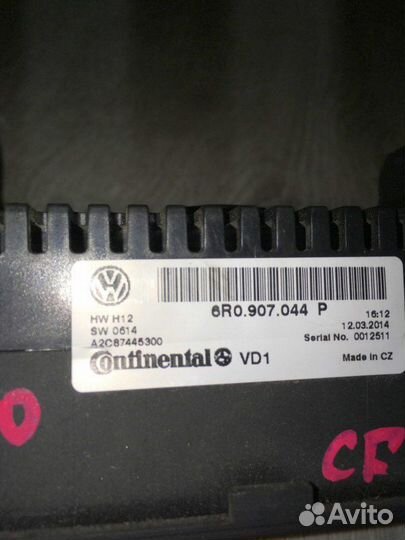 6R0.907.044 P
HW H12
SW 0614
A2C87445300
16:12
12.03.2014
Serial No. 0012511
Continental VD1
Made in CZ
CF
Avito